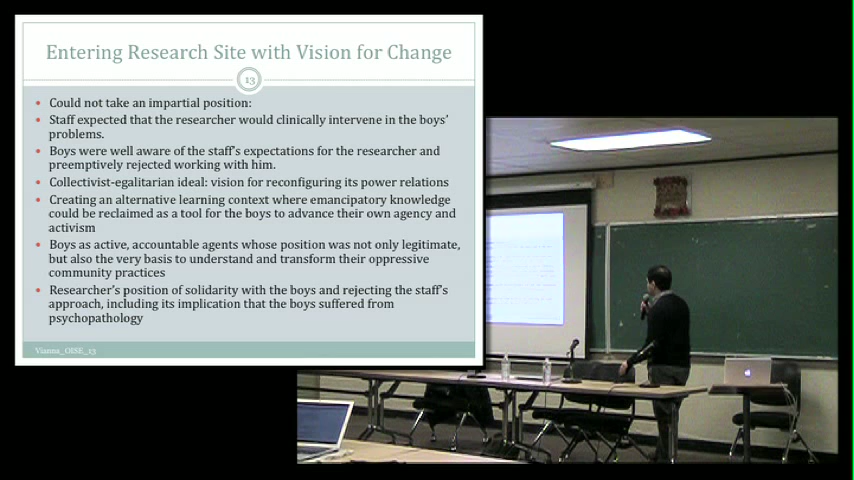 Entering Research Site with Vision for Change
13
• Could not take an impartial position:
• Staff expected that the researcher would clinically intervene in the boys'
problems.
• Boys were well aware of the staff's expectations for the researcher and
preemptively rejected working with him.
• Collectivist-egalitarian ideal: vision for reconfiguring its power relations
• Creating an alternative learning context where emancipatory knowledge
could be reclaimed as a tool for the boys to advance their own agency and
activism
• Boys as active, accountable agents whose position was not only legitimate,
but also the very basis to understand and transform their oppressive
community practices
• Researcher's position of solidarity with the boys and rejecting the staff's
approach, including its implication that the boys suffered from
psychopathology
Vianna_OISE_13